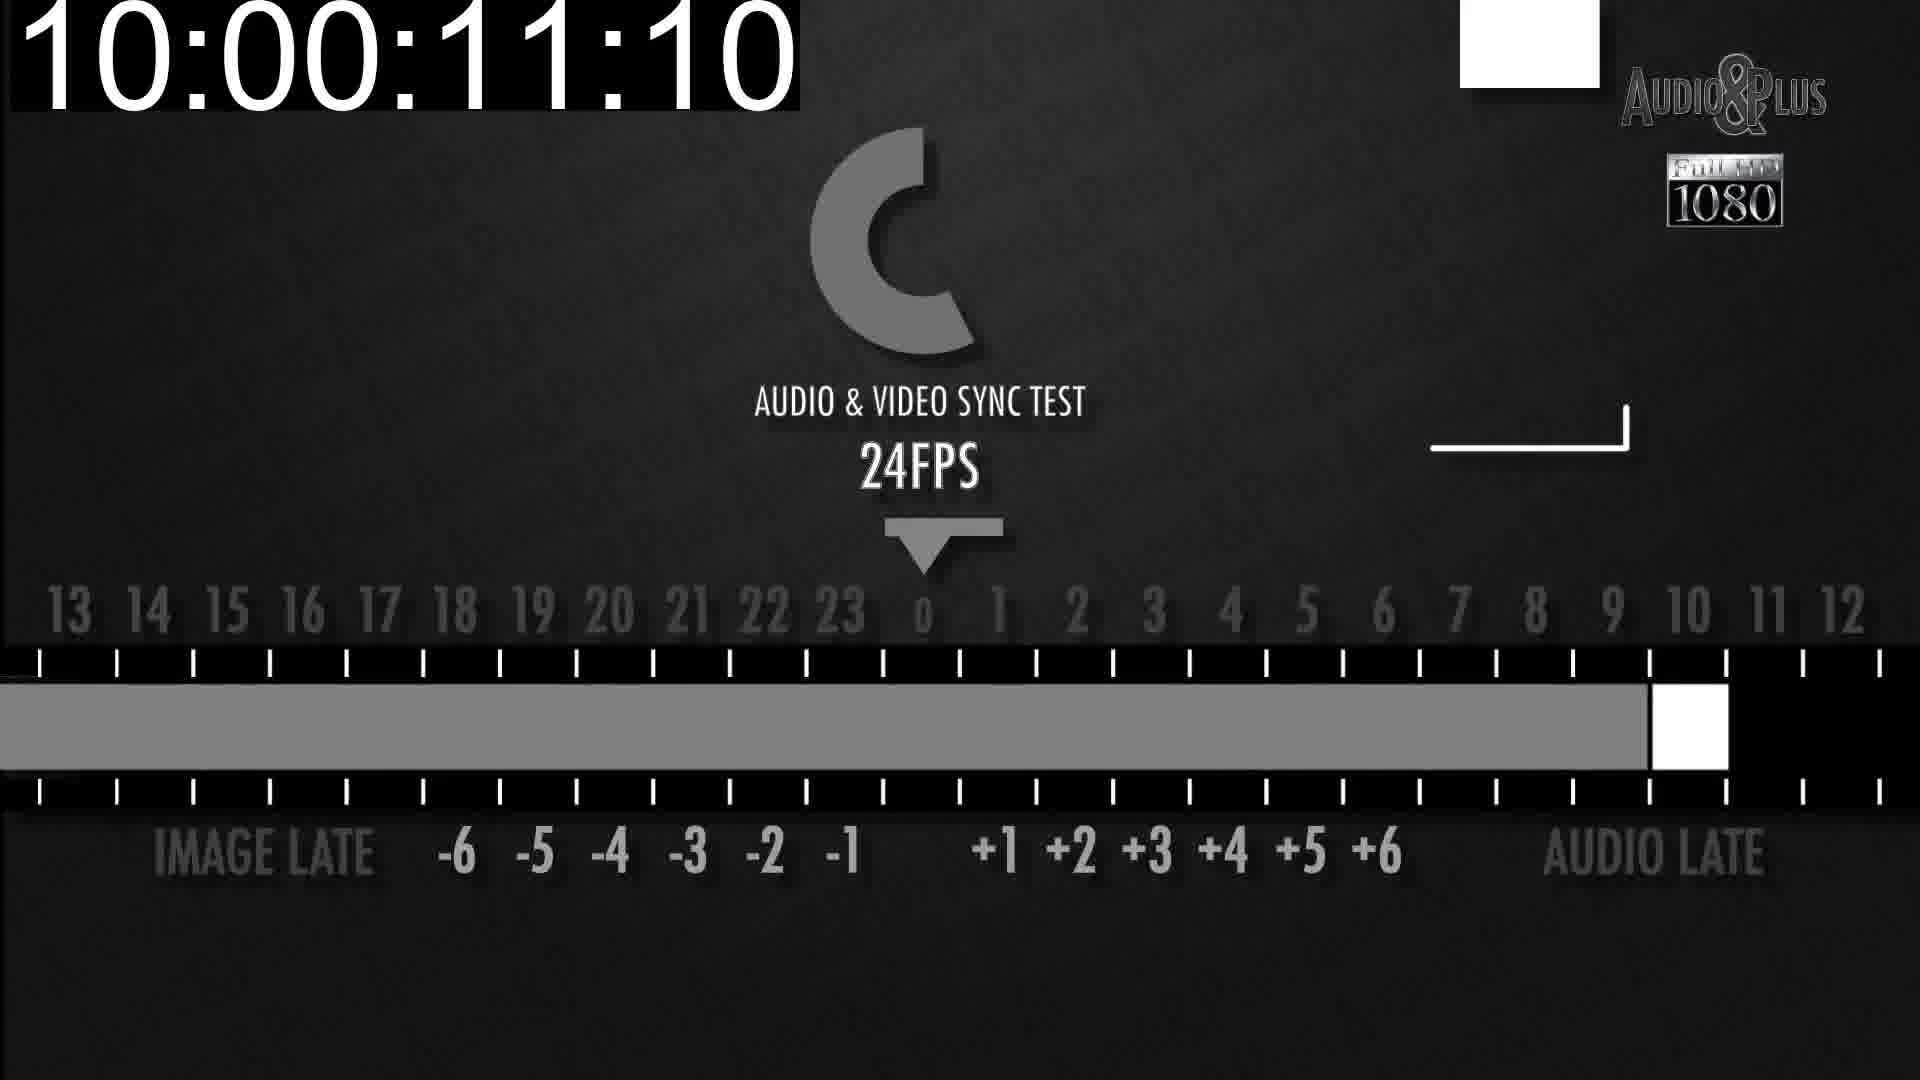 10:00:11:10
AUDIO & PLUS
Full HD
1080
AUDIO & VIDEO SYNC TEST
24FPS
13 14 15 16 17 18 19 20 21 22 23 0 1 2 3 4 5 6 7 8 9 10 11 12
IMAGE LATE -6 -5 -4 -3 -2 -1 +1 +2 +3 +4 +5 +6 AUDIO LATE